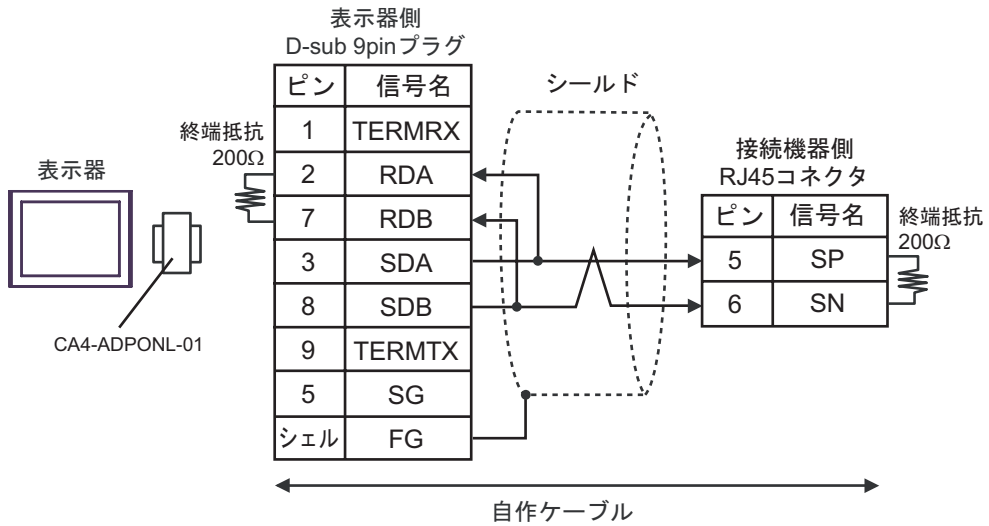 表示器側
D-sub 9pinプラグ
ピン 信号名
1 TERMRX
2 RDA
7 RDB
3 SDA
8 SDB
9 TERMTX
5 SG
シェル FG
終端抵抗
200Ω
表示器
CA4-ADPONL-01
シールド
接続機器側
RJ45コネクタ
ピン 信号名
5 SP
6 SN
終端抵抗
200Ω
自作ケーブル